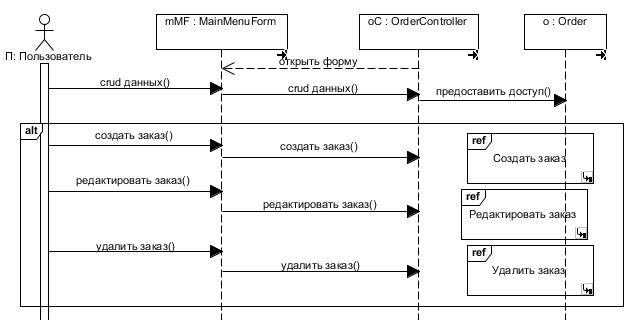 mMF : MainMenuForm
oC : OrderController
o : Order
П: Пользователь
открыть форму
crud данных()
crud данных()
предоставить доступ()
alt
создать заказ()
создать заказ()
ref
Создать заказ
редактировать заказ()
редактировать заказ()
ref
Редактировать заказ
удалить заказ()
удалить заказ()
ref
Удалить заказ